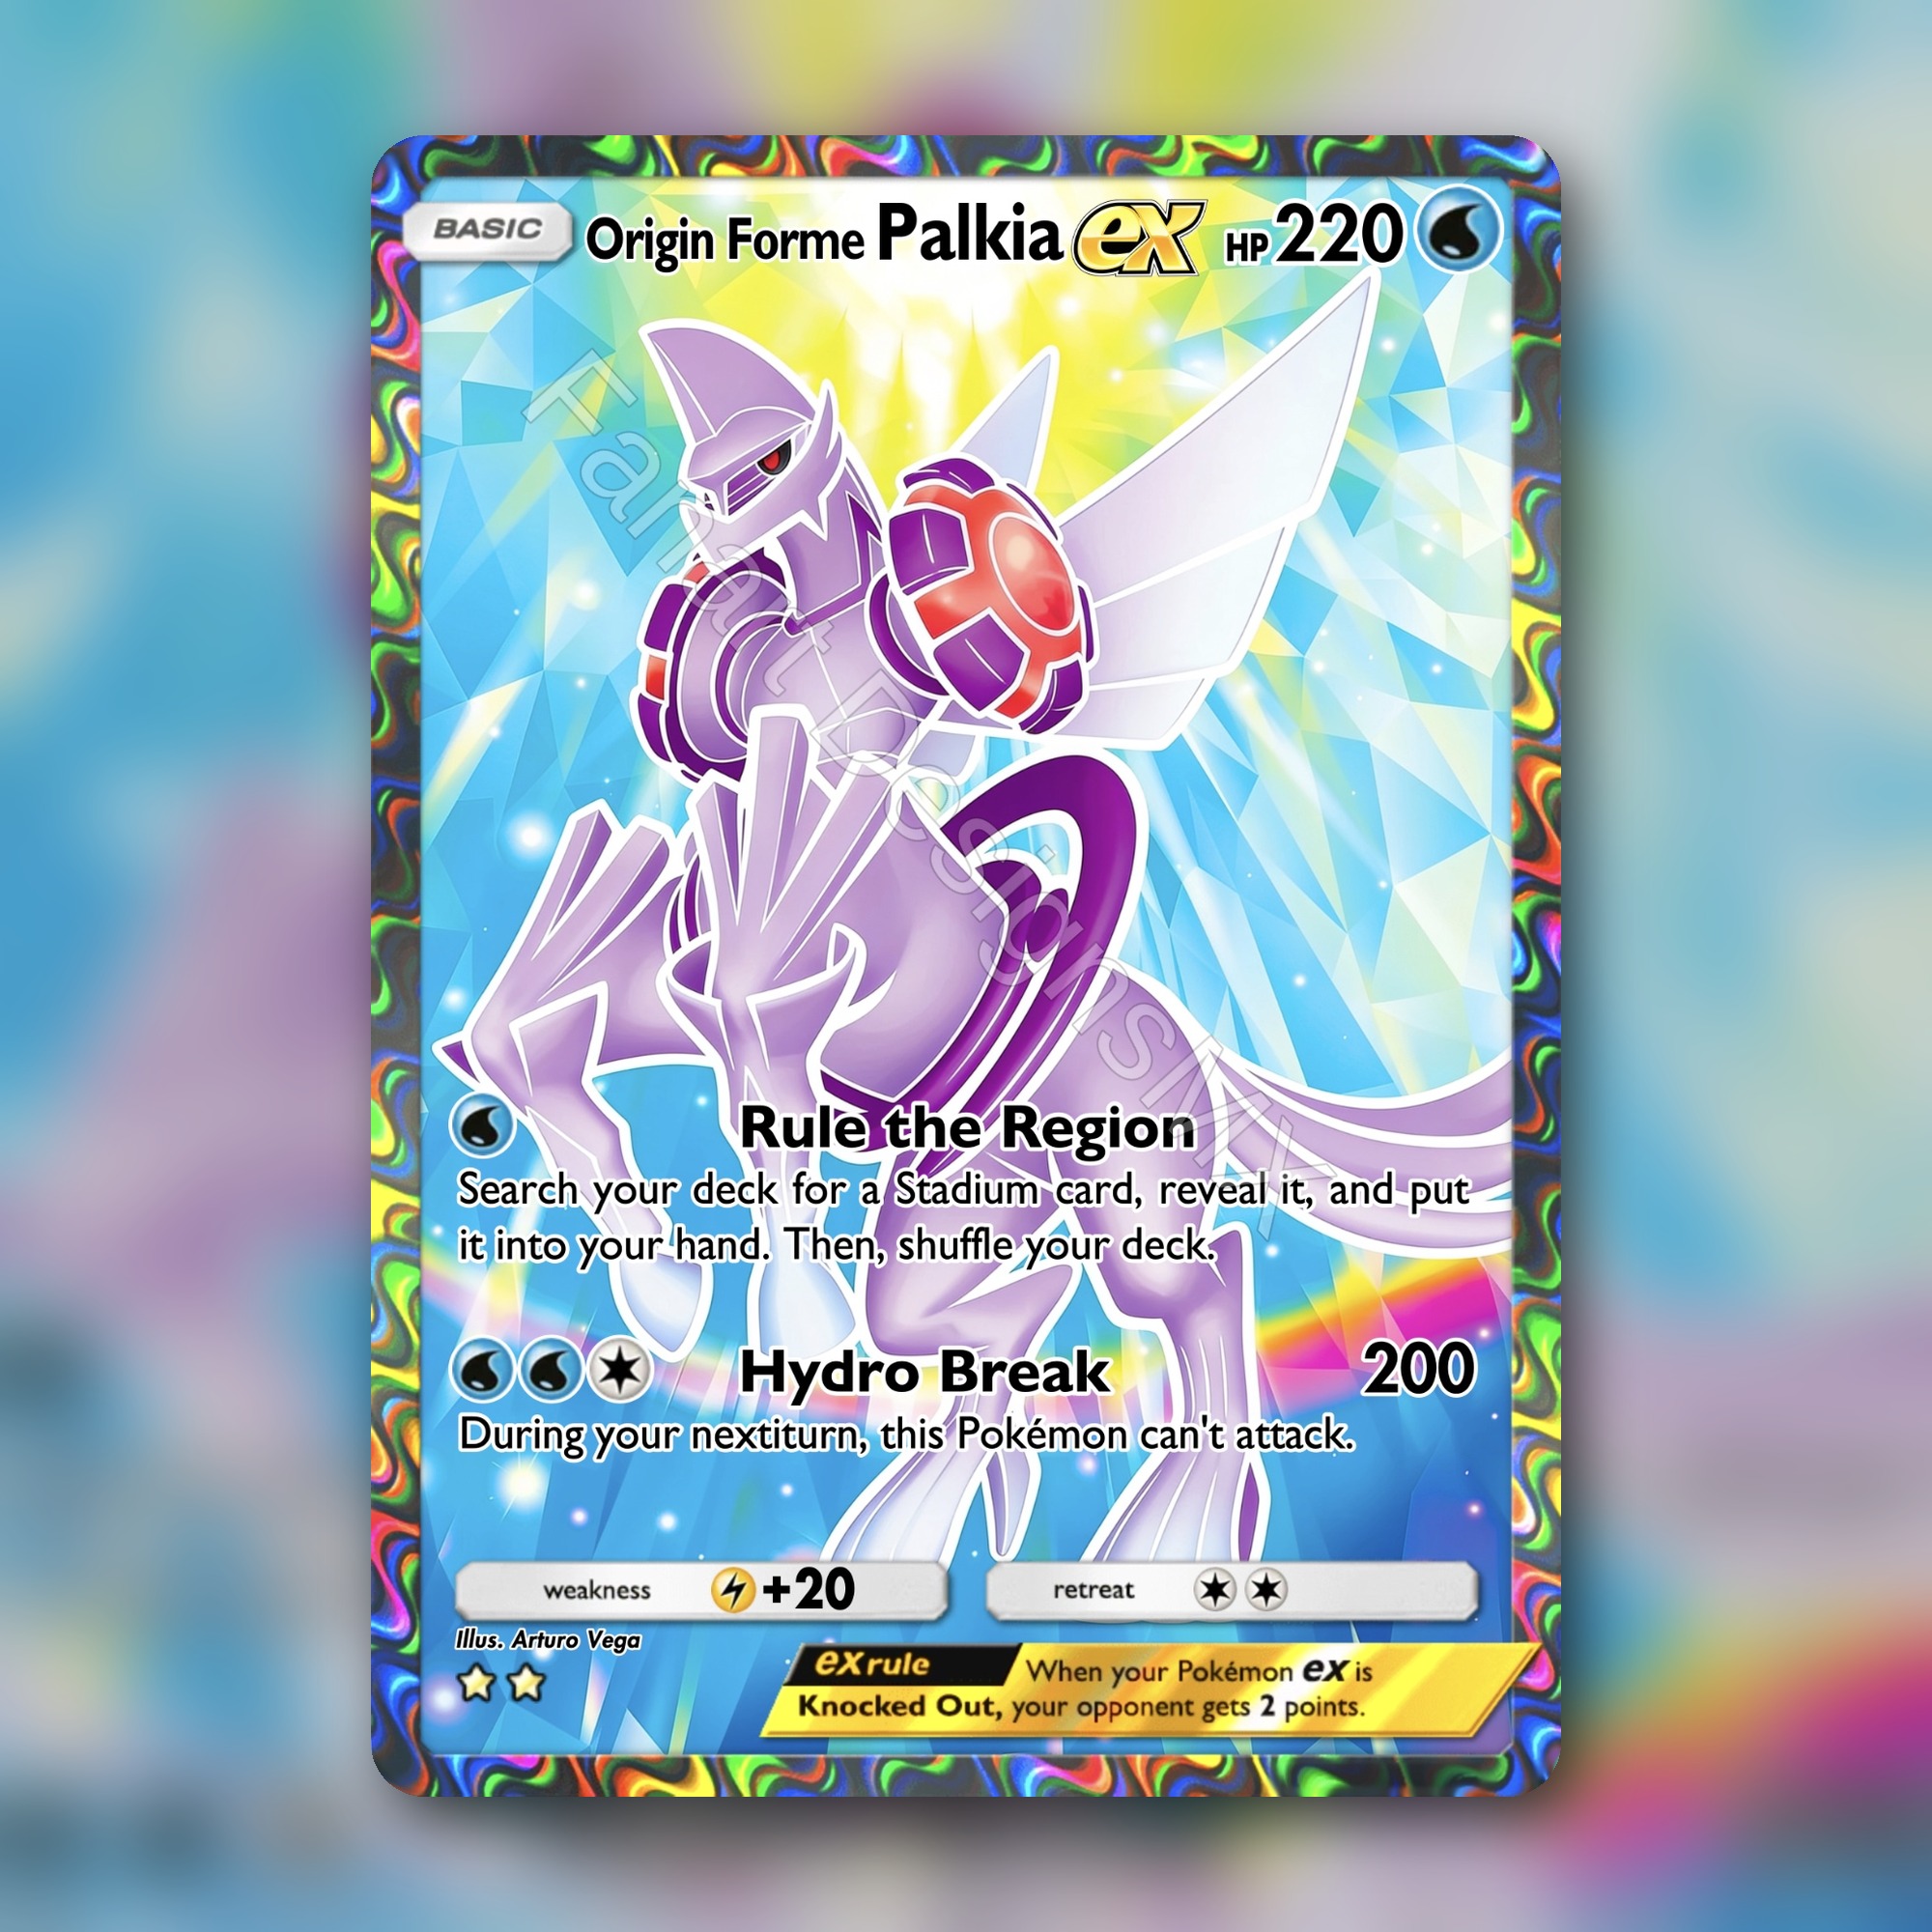 BASIC Origin Forme Palkia ex HP 220
Fanart DesignsMX
Rule the Region
Search your deck for a Stadium card, reveal it, and put
it into your hand. Then, shuffle your deck.
Hydro Break 200
During your nextiturn, this Pokémon can't attack.
weakness +20 retreat
Illus. Arturo Vega
ex rule When your Pokémon ex is
Knocked Out, your opponent gets 2 points.